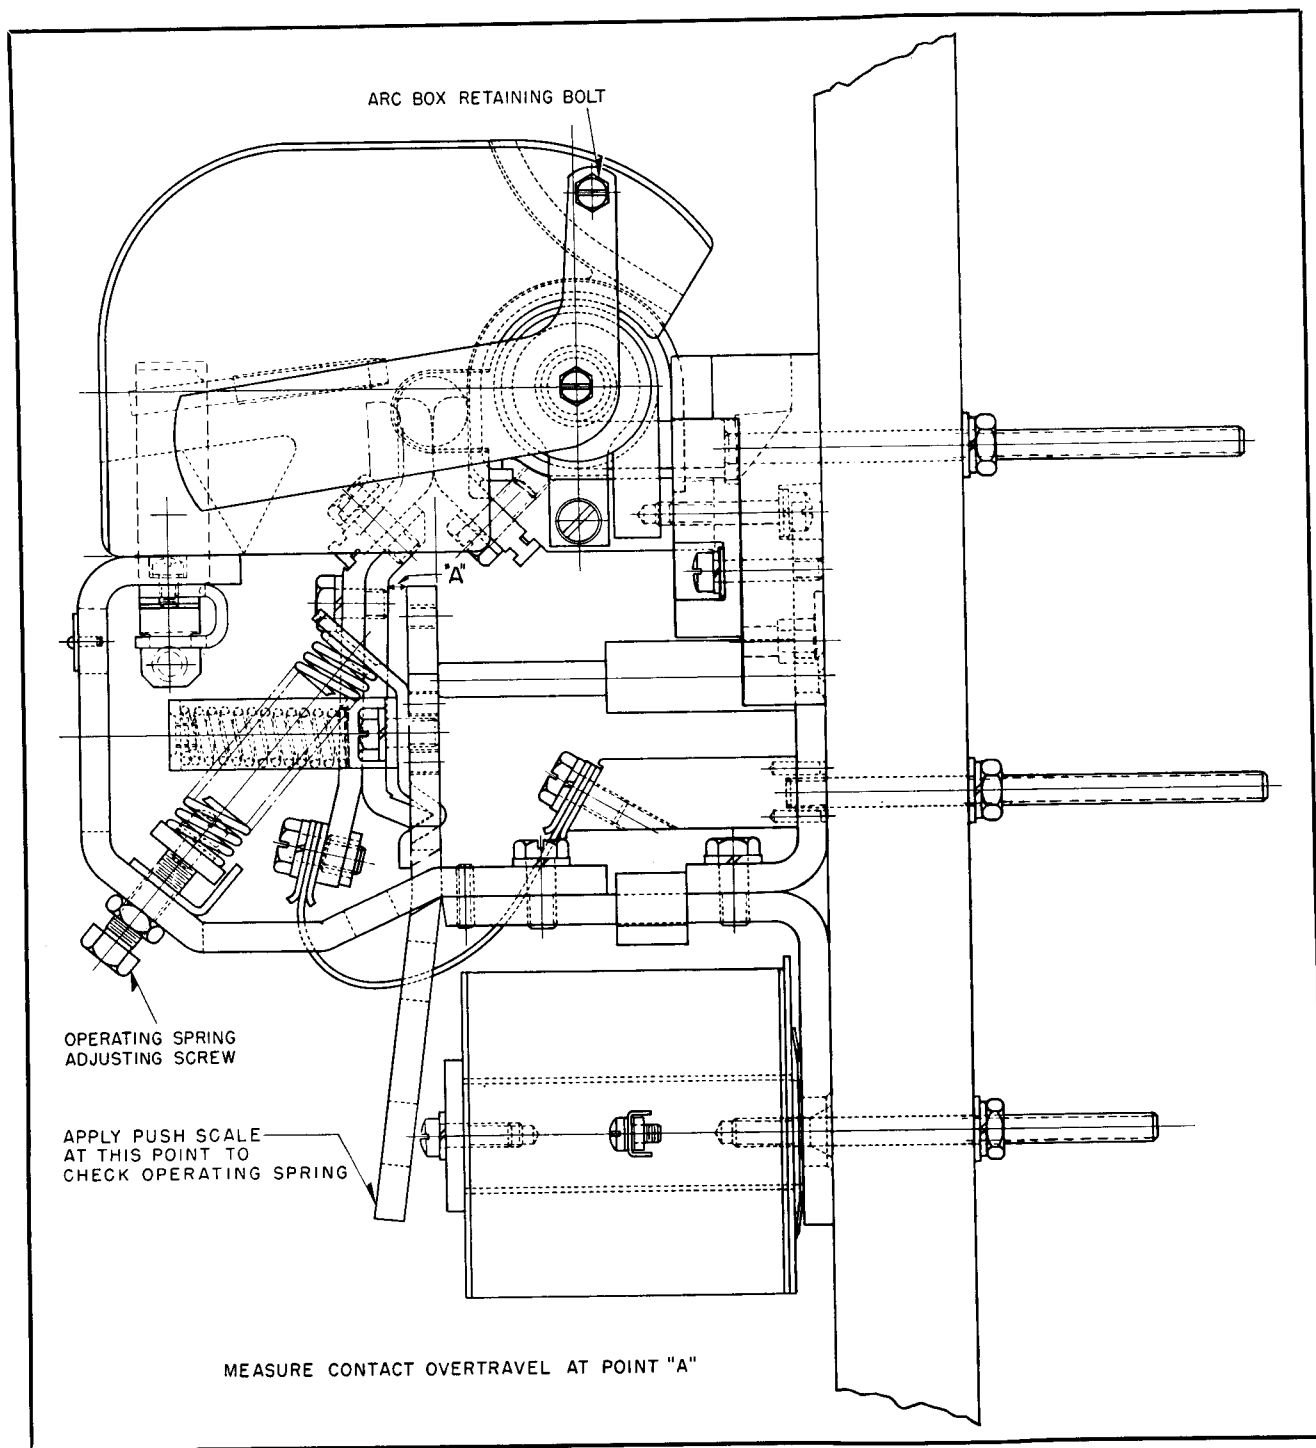 ARC BOX RETAINING BOLT
"A"
OPERATING SPRING
ADJUSTING SCREW
APPLY PUSH SCALE
AT THIS POINT TO
CHECK OPERATING SPRING
MEASURE CONTACT OVERTRAVEL AT POINT "A"